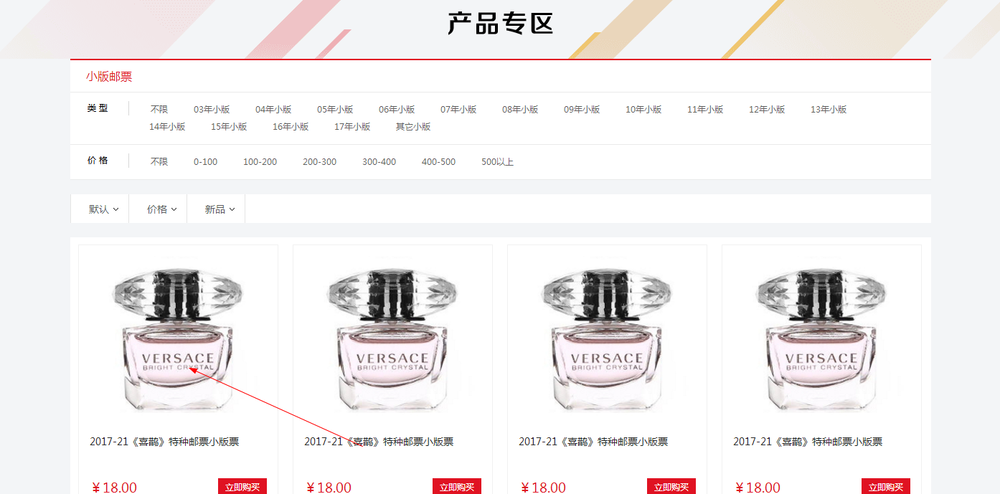 产品专区
小版邮票
类 型 不限 03年小版 04年小版 05年小版 06年小版 07年小版 08年小版 09年小版 10年小版 11年小版 12年小版 13年小版
14年小版 15年小版 16年小版 17年小版 其它小版
价 格 不限 0-100 100-200 200-300 300-400 400-500 500以上
默认 价格 新品
VERSACE VERSACE VERSACE VERSACE
BRIGHT CRYSTAL BRIGHT CRYSTAL BRIGHT CRYSTAL BRIGHT CRYSTAL
2017-21《喜鹊》特种邮票小版票 2017-21《喜鹊》特种邮票小版票 2017-21《喜鹊》特种邮票小版票 2017-21《喜鹊》特种邮票小版票
¥18.00 立即购买 ¥18.00 立即购买 ¥18.00 立即购买 ¥18.00 立即购买